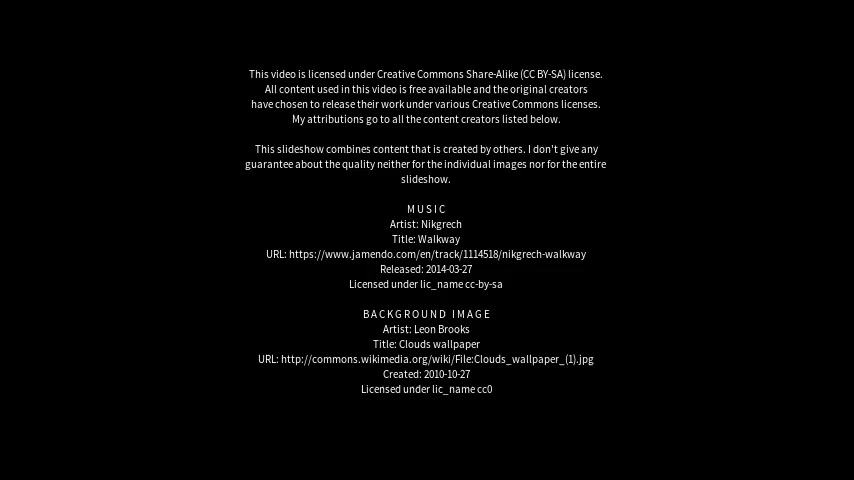 This video is licensed under Creative Commons Share-Alike (CC BY-SA) license.
All content used in this video is free available and the original creators
have chosen to release their work under various Creative Commons licenses.
My attributions go to all the content creators listed below.
This slideshow combines content that is created by others. I don't give any
guarantee about the quality neither for the individual images nor for the entire
slideshow.
MUSIC
Artist: Nikgrech
Title: Walkway
URL: https://www.jamendo.com/en/track/1114518/nikgrech-walkway
Released: 2014-03-27
Licensed under lic_name cc-by-sa
BACKGROUND IMAGE
Artist: Leon Brooks
Title: Clouds wallpaper
URL: http://commons.wikimedia.org/wiki/File:Clouds_wallpaper_(1).jpg
Created: 2010-10-27
Licensed under lic_name cc0